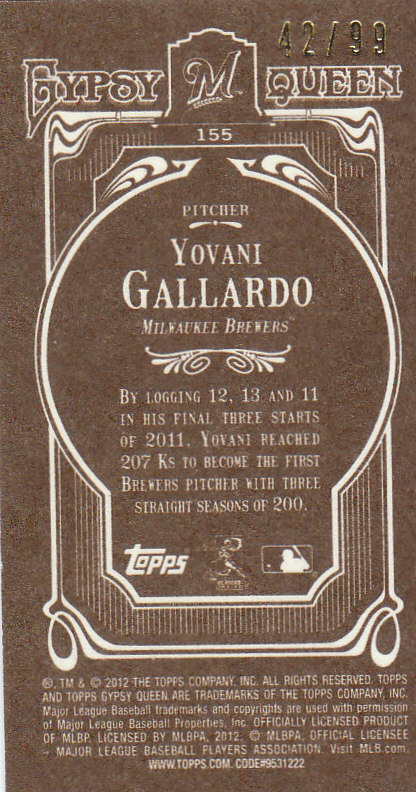 42/99
GYPSY M QUEEN
155
PITCHER
YOVANI
GALLARDO
MILWAUKEE BREWERS™
BY LOGGING 12, 13 AND 11
IN HIS FINAL THREE STARTS
OF 2011, YOVANI REACHED
207 KS TO BECOME THE FIRST
BREWERS PITCHER WITH THREE
STRAIGHT SEASONS OF 200.
topps
®, TM & © 2012 THE TOPPS COMPANY, INC. ALL RIGHTS RESERVED. TOPPS
AND TOPPS GYPSY QUEEN ARE TRADEMARKS OF THE TOPPS COMPANY, INC.
Major League Baseball trademarks and copyrights are used with permission
of Major League Baseball Properties, Inc. OFFICIALLY LICENSED PRODUCT
OF MLBP. LICENSED BY MLBPA, 2012. © MLBPA, OFFICIAL LICENSEE
– MAJOR LEAGUE BASEBALL PLAYERS ASSOCIATION. Visit MLB.com
WWW.TOPPS.COM. CODE#9531222